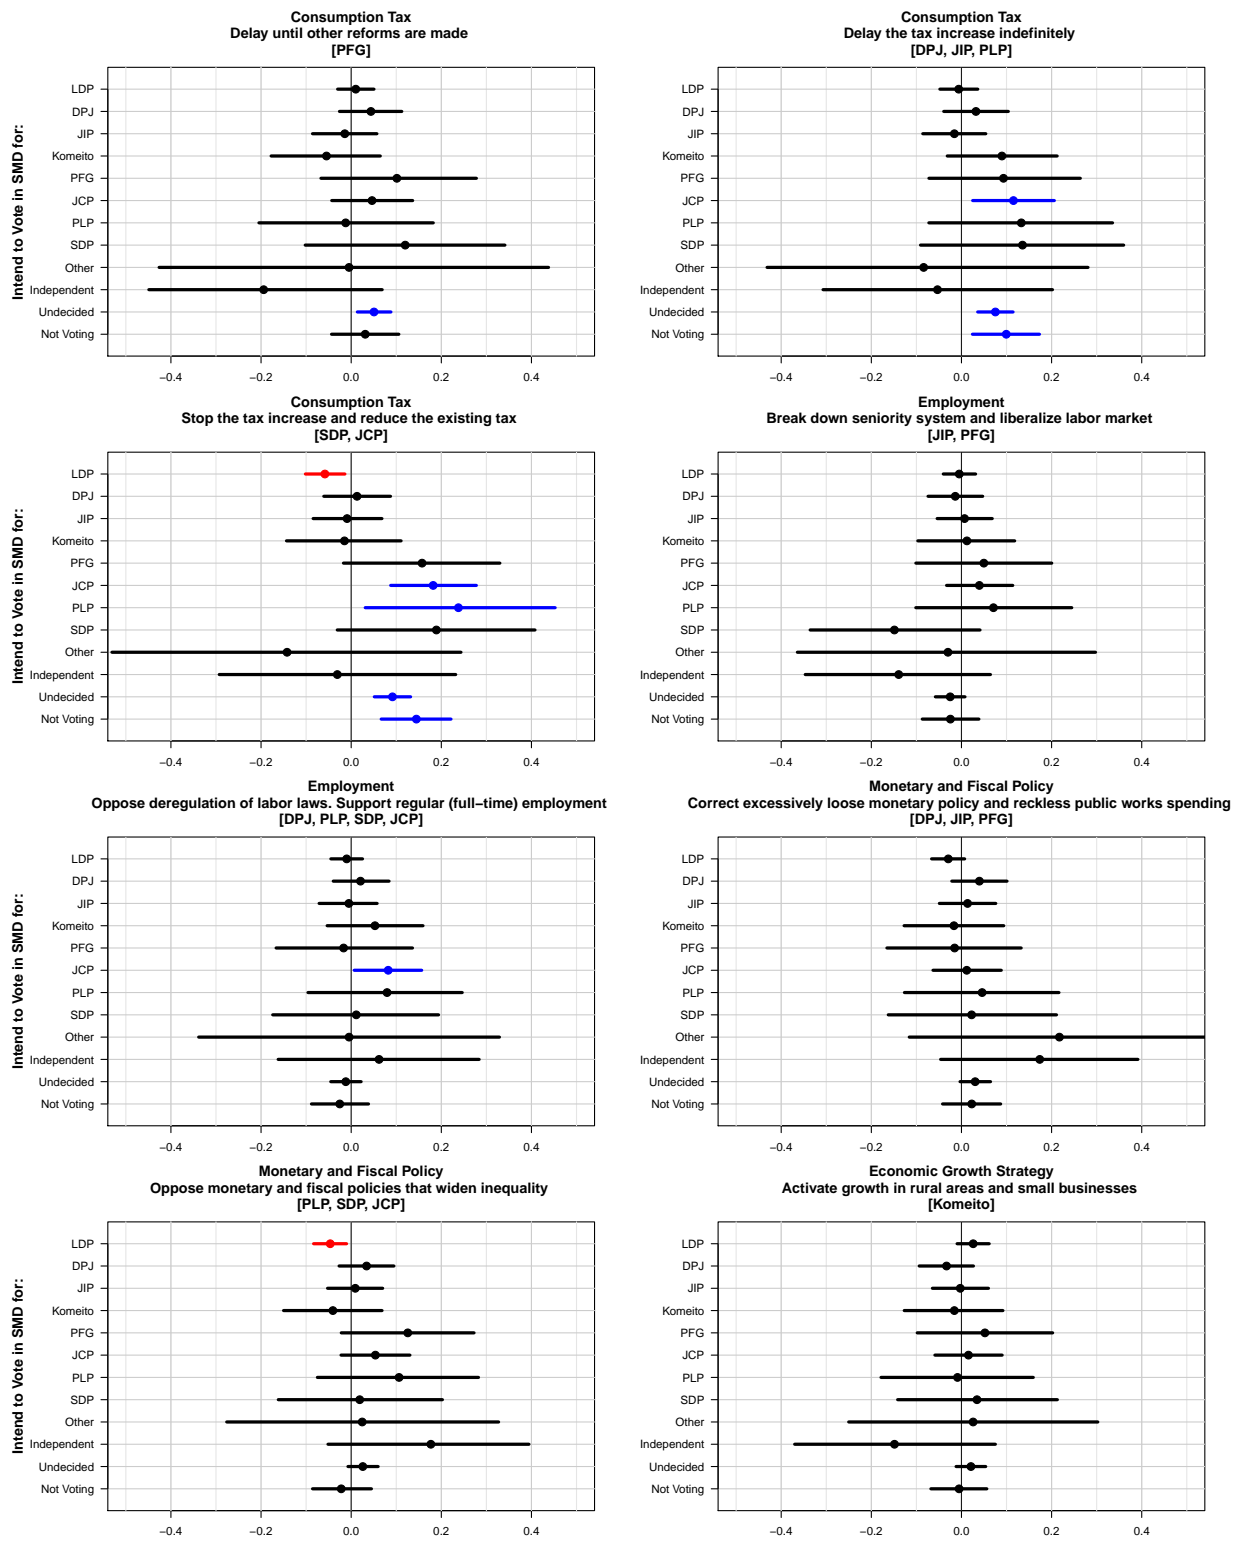 Consumption Tax
Delay until other reforms are made
[PFG]
Intend to Vote in SMD for:
LDP
DPJ
JIP
Komeito
PFG
JCP
PLP
SDP
Other
Independent
Undecided
Not Voting
−0.4 −0.2 0.0 0.2 0.4
Consumption Tax
Delay the tax increase indefinitely
[DPJ, JIP, PLP]
LDP
DPJ
JIP
Komeito
PFG
JCP
PLP
SDP
Other
Independent
Undecided
Not Voting
−0.4 −0.2 0.0 0.2 0.4
Consumption Tax
Stop the tax increase and reduce the existing tax
[SDP, JCP]
Intend to Vote in SMD for:
LDP
DPJ
JIP
Komeito
PFG
JCP
PLP
SDP
Other
Independent
Undecided
Not Voting
−0.4 −0.2 0.0 0.2 0.4
Employment
Break down seniority system and liberalize labor market
[JIP, PFG]
LDP
DPJ
JIP
Komeito
PFG
JCP
PLP
SDP
Other
Independent
Undecided
Not Voting
−0.4 −0.2 0.0 0.2 0.4
Employment
Oppose deregulation of labor laws. Support regular (full−time) employment
[DPJ, PLP, SDP, JCP]
Intend to Vote in SMD for:
LDP
DPJ
JIP
Komeito
PFG
JCP
PLP
SDP
Other
Independent
Undecided
Not Voting
−0.4 −0.2 0.0 0.2 0.4
Monetary and Fiscal Policy
Correct excessively loose monetary policy and reckless public works spending
[DPJ, JIP, PFG]
LDP
DPJ
JIP
Komeito
PFG
JCP
PLP
SDP
Other
Independent
Undecided
Not Voting
−0.4 −0.2 0.0 0.2 0.4
Monetary and Fiscal Policy
Oppose monetary and fiscal policies that widen inequality
[PLP, SDP, JCP]
Intend to Vote in SMD for:
LDP
DPJ
JIP
Komeito
PFG
JCP
PLP
SDP
Other
Independent
Undecided
Not Voting
−0.4 −0.2 0.0 0.2 0.4
Economic Growth Strategy
Activate growth in rural areas and small businesses
[Komeito]
LDP
DPJ
JIP
Komeito
PFG
JCP
PLP
SDP
Other
Independent
Undecided
Not Voting
−0.4 −0.2 0.0 0.2 0.4